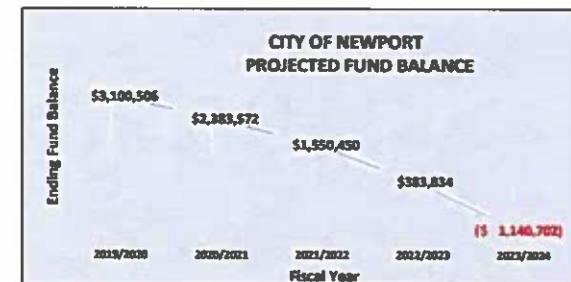 CITY OF NEWPORT
PROJECTED FUND BALANCE
Ending Fund Balance
$3,100,506
$2,383,572
$1,550,450
$383,834
($ 1,140,702)
2019/2020 2020/2021 2021/2022 2022/2023 2023/2024
Fiscal Year